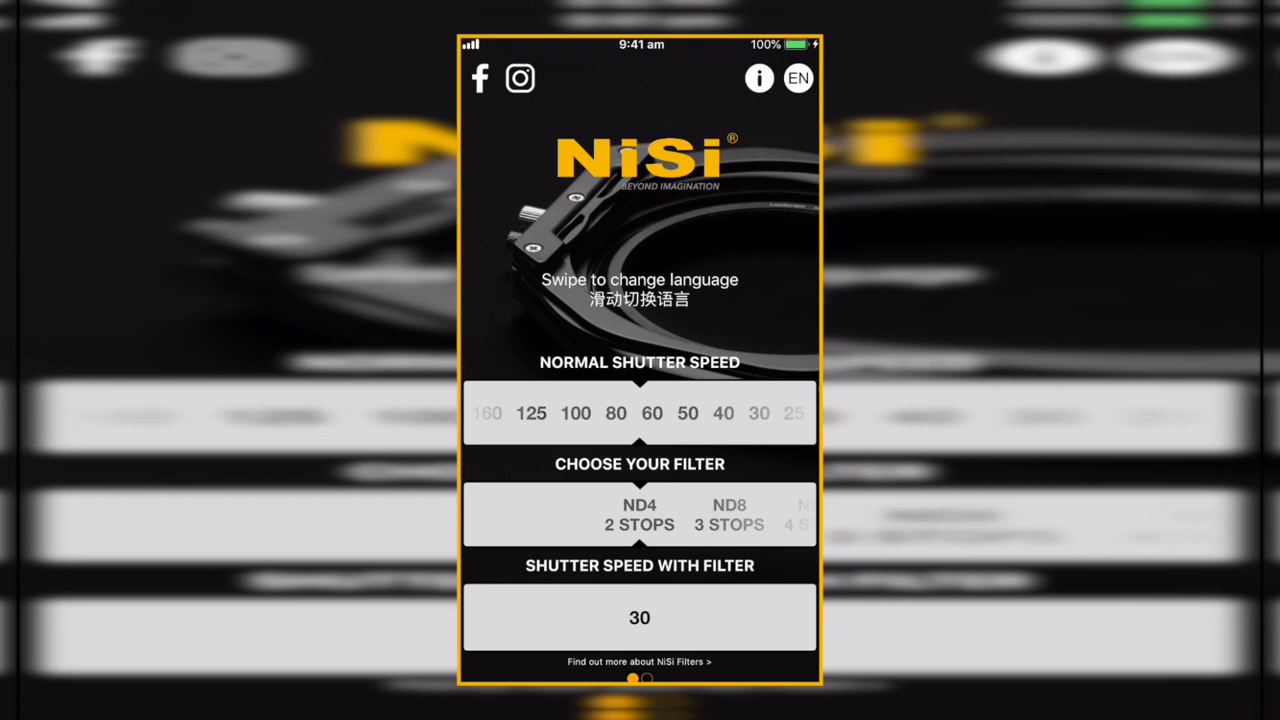 9:41 am 100%
EN
NiSi®
BEYOND IMAGINATION
Swipe to change language
滑动切换语言
NORMAL SHUTTER SPEED
160 125 100 80 60 50 40 30 25
CHOOSE YOUR FILTER
ND4 ND8 N
2 STOPS 3 STOPS 4 S
SHUTTER SPEED WITH FILTER
30
Find out more about NiSi Filters >